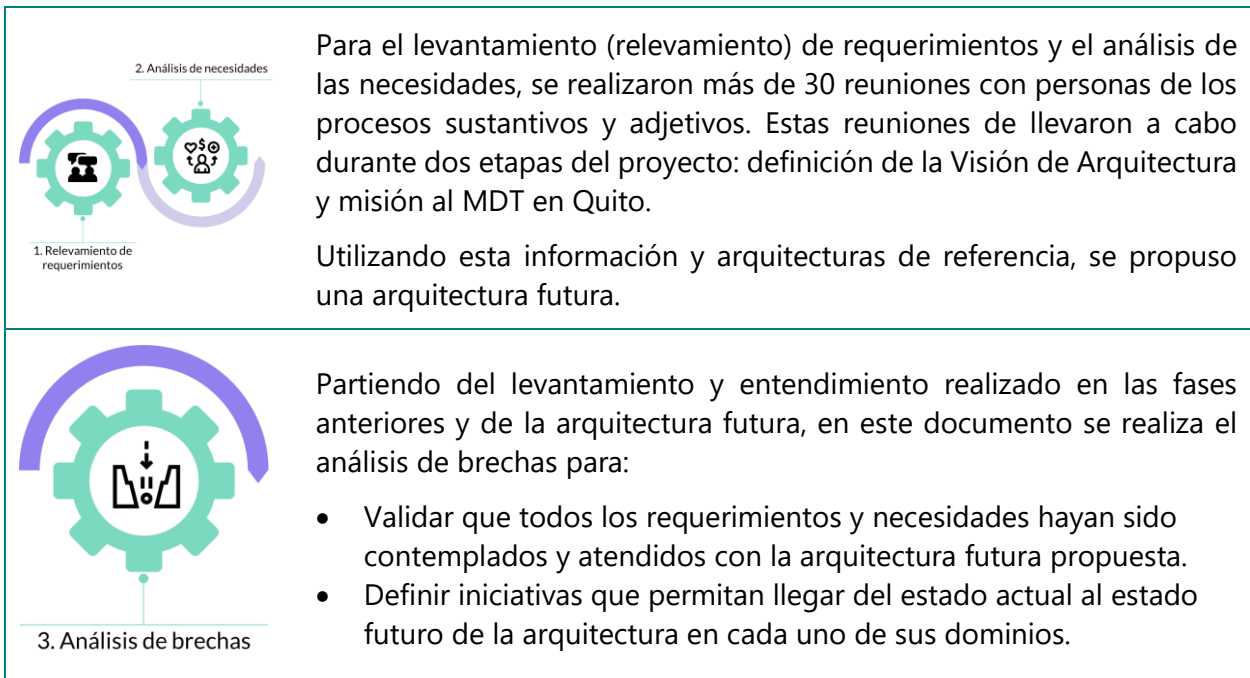 2. Análisis de necesidades
1. Relevamiento de
requerimientos
Para el levantamiento (relevamiento) de requerimientos y el análisis de
las necesidades, se realizaron más de 30 reuniones con personas de los
procesos sustantivos y adjetivos. Estas reuniones de llevaron a cabo
durante dos etapas del proyecto: definición de la Visión de Arquitectura
y misión al MDT en Quito.
Utilizando esta información y arquitecturas de referencia, se propuso
una arquitectura futura.
3. Análisis de brechas
Partiendo del levantamiento y entendimiento realizado en las fases
anteriores y de la arquitectura futura, en este documento se realiza el
análisis de brechas para:
• Validar que todos los requerimientos y necesidades hayan sido
contemplados y atendidos con la arquitectura futura propuesta.
• Definir iniciativas que permitan llegar del estado actual al estado
futuro de la arquitectura en cada uno de sus dominios.